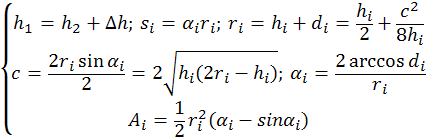 h₁ = h₂ + Δh; sᵢ = αᵢrᵢ; rᵢ = hᵢ + dᵢ = hᵢ/2 + c²/8hᵢ
c = 2rᵢ sin αᵢ/2 = 2√(hᵢ(2rᵢ − hᵢ)); αᵢ = 2 arccos dᵢ/rᵢ
Aᵢ = 1/2 rᵢ²(αᵢ − sinαᵢ)